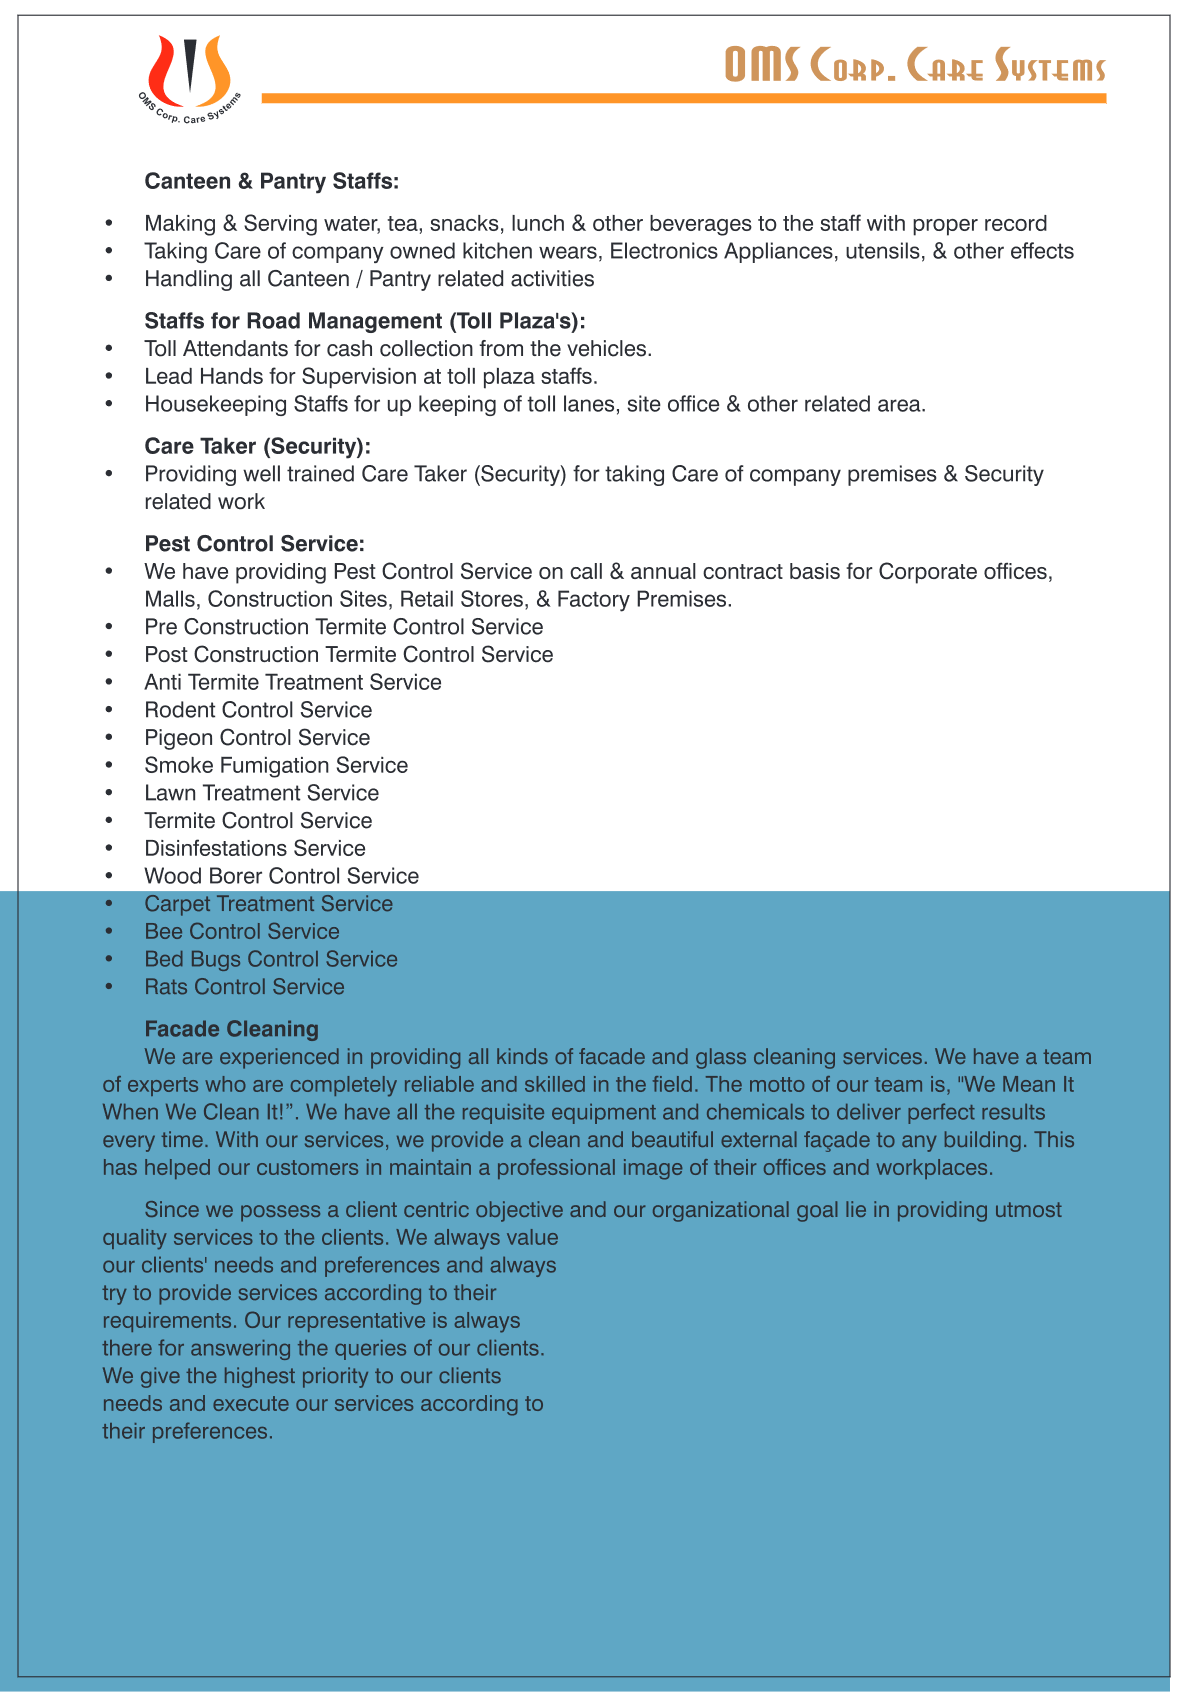 OMS Corp. Care Systems
OMS Corp. Care Systems
Canteen & Pantry Staffs:
• Making & Serving water, tea, snacks, lunch & other beverages to the staff with proper record
• Taking Care of company owned kitchen wears, Electronics Appliances, utensils, & other effects
• Handling all Canteen / Pantry related activities
Staffs for Road Management (Toll Plaza's):
• Toll Attendants for cash collection from the vehicles.
• Lead Hands for Supervision at toll plaza staffs.
• Housekeeping Staffs for up keeping of toll lanes, site office & other related area.
Care Taker (Security):
• Providing well trained Care Taker (Security) for taking Care of company premises & Security
related work
Pest Control Service:
• We have providing Pest Control Service on call & annual contract basis for Corporate offices,
Malls, Construction Sites, Retail Stores, & Factory Premises.
• Pre Construction Termite Control Service
• Post Construction Termite Control Service
• Anti Termite Treatment Service
• Rodent Control Service
• Pigeon Control Service
• Smoke Fumigation Service
• Lawn Treatment Service
• Termite Control Service
• Disinfestations Service
• Wood Borer Control Service
• Carpet Treatment Service
• Bee Control Service
• Bed Bugs Control Service
• Rats Control Service
Facade Cleaning
We are experienced in providing all kinds of facade and glass cleaning services. We have a team
of experts who are completely reliable and skilled in the field. The motto of our team is, "We Mean It
When We Clean It!”. We have all the requisite equipment and chemicals to deliver perfect results
every time. With our services, we provide a clean and beautiful external façade to any building. This
has helped our customers in maintain a professional image of their offices and workplaces.
Since we possess a client centric objective and our organizational goal lie in providing utmost
quality services to the clients. We always value
our clients' needs and preferences and always
try to provide services according to their
requirements. Our representative is always
there for answering the queries of our clients.
We give the highest priority to our clients
needs and execute our services according to
their preferences.